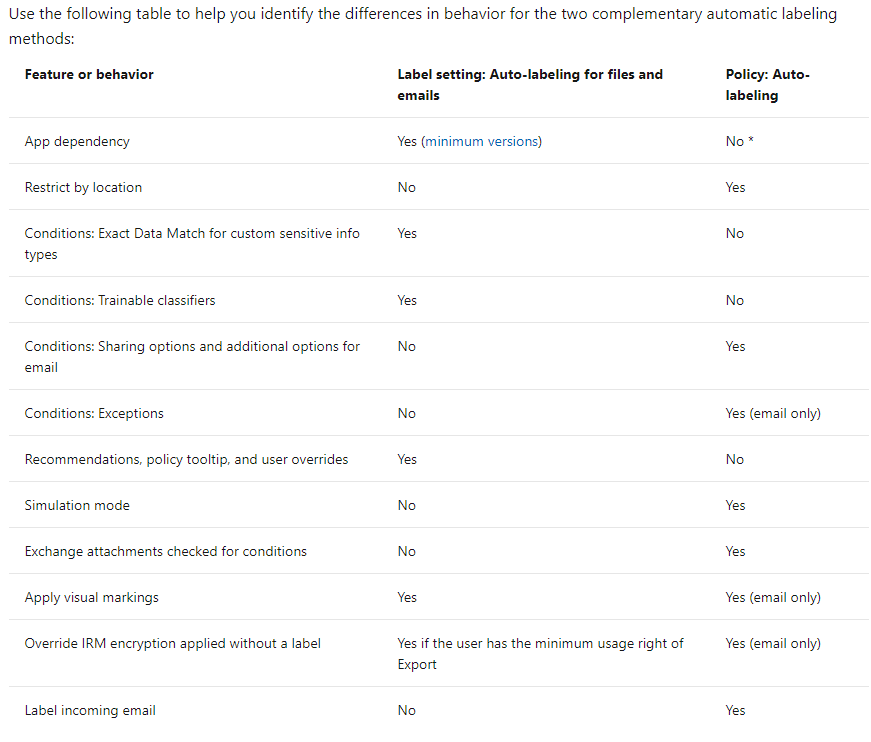 Use the following table to help you identify the differences in behavior for the two complementary automatic labeling
methods:
Feature or behavior
Label setting: Auto-labeling for files and
emails
Policy: Auto-
labeling
App dependency
Yes (minimum versions)
No *
Restrict by location
No
Yes
Conditions: Exact Data Match for custom sensitive info
types
Yes
No
Conditions: Trainable classifiers
Yes
No
Conditions: Sharing options and additional options for
email
No
Yes
Conditions: Exceptions
No
Yes (email only)
Recommendations, policy tooltip, and user overrides
Yes
No
Simulation mode
No
Yes
Exchange attachments checked for conditions
No
Yes
Apply visual markings
Yes
Yes (email only)
Override IRM encryption applied without a label
Yes if the user has the minimum usage right of
Export
Yes (email only)
Label incoming email
No
Yes